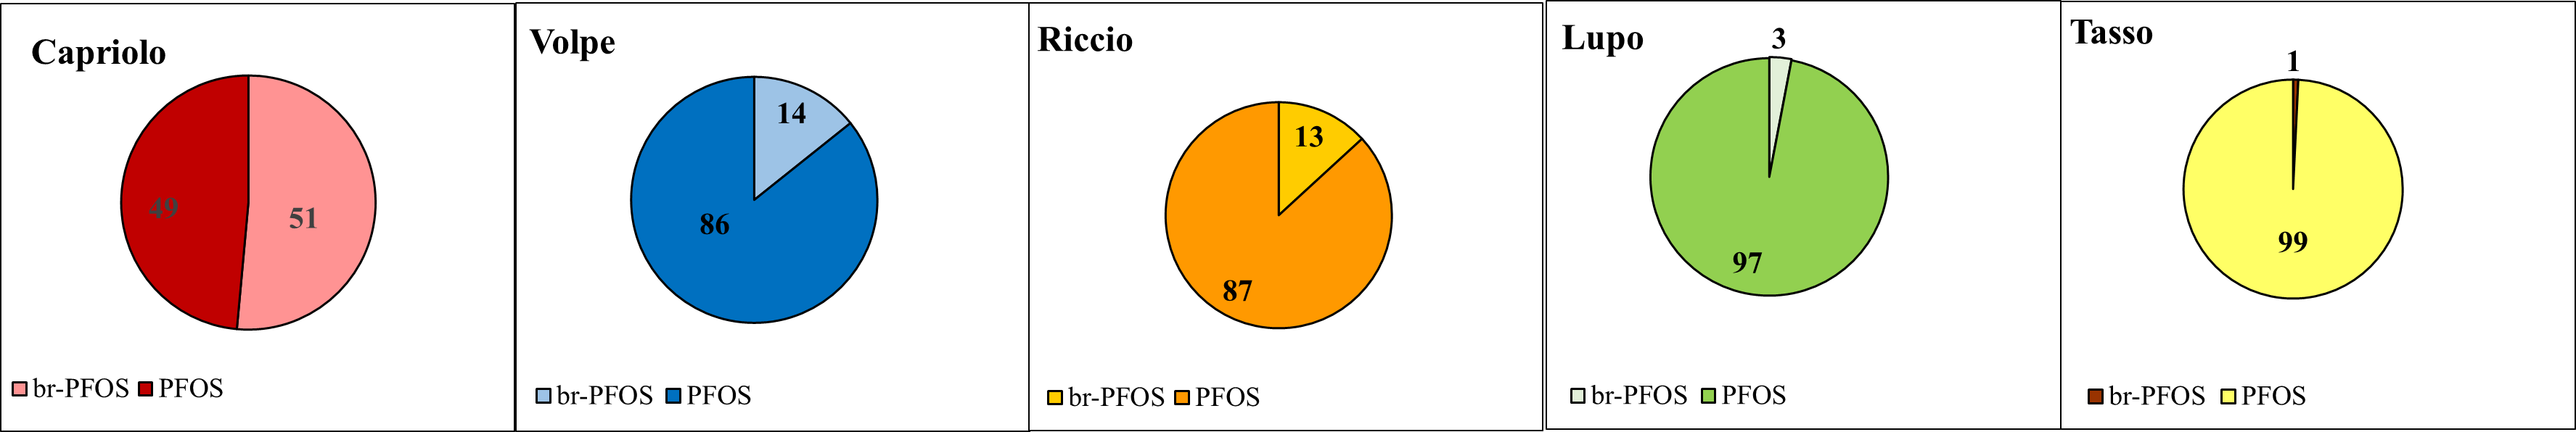 Capriolo
49
51
br-PFOS PFOS
Volpe
14
86
br-PFOS PFOS
Riccio
13
87
br-PFOS PFOS
Lupo
3
97
br-PFOS PFOS
Tasso
1
99
br-PFOS PFOS